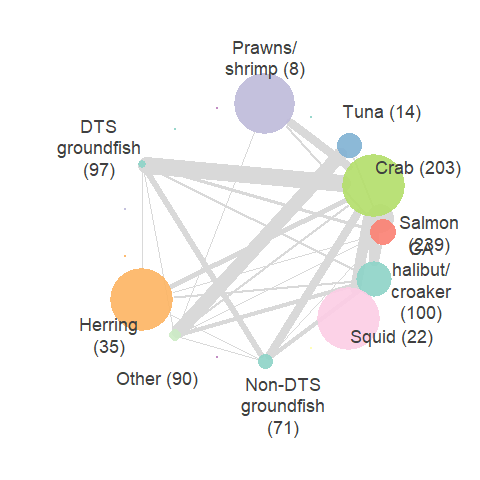 Prawns/
shrimp (8)
Tuna (14)
DTS
groundfish
(97)
Crab (203)
Salmon
(239)
CA
halibut/
croaker
(100)
Herring
(35)
Squid (22)
Other (90)
Non-DTS
groundfish
(71)